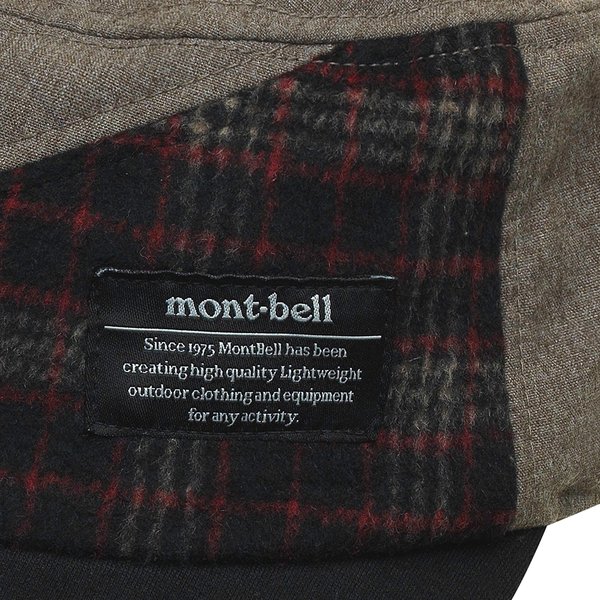 mont-bell
Since 1975 MontBell has been
creating high quality Lightweight
outdoor clothing and equipment
for any activity.